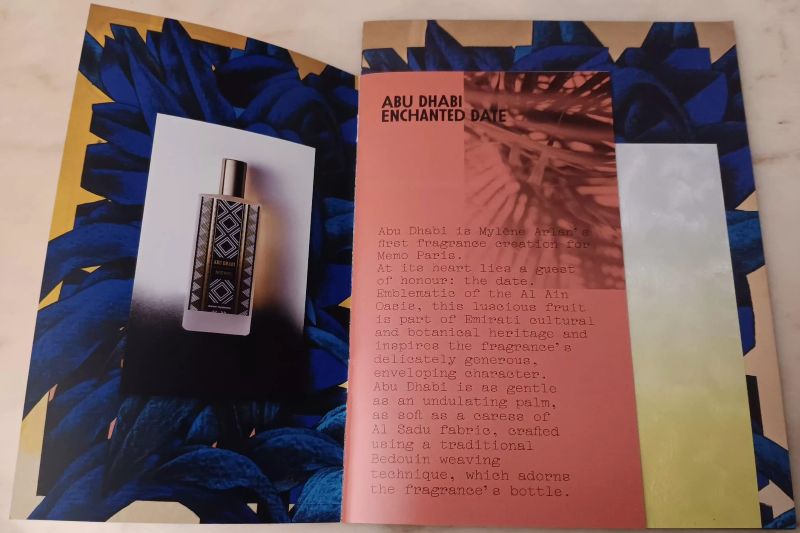 ABU DHABI
ABU DHABI
ENCHANTED DATE
Abu Dhabi is Mylène Arlan's
first fragrance creation for
Memo Paris.
At its heart lies a guest
of honour: the date.
Emblematic of the Al Ain
Oasis, this luscious fruit
is part of Emirati cultural
and botanical heritage and
inspires the fragrance's
delicately generous,
enveloping character.
Abu Dhabi is as gentle
as an undulating palm,
as soft as a caress of
Al Sadu fabric, crafted
using a traditional
Bedouin weaving
technique, which adorns
the fragrance's bottle.